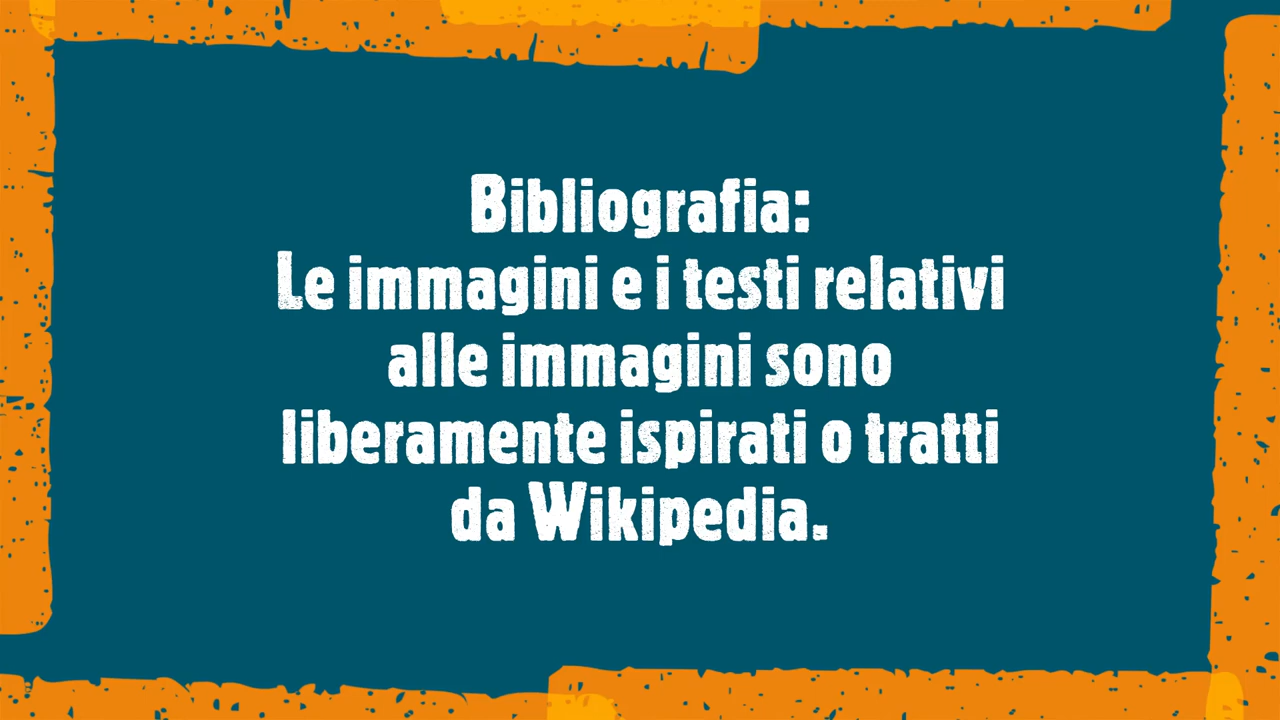 Bibliografia:
Le immagini e i testi relativi
alle immagini sono
liberamente ispirati o tratti
da Wikipedia.